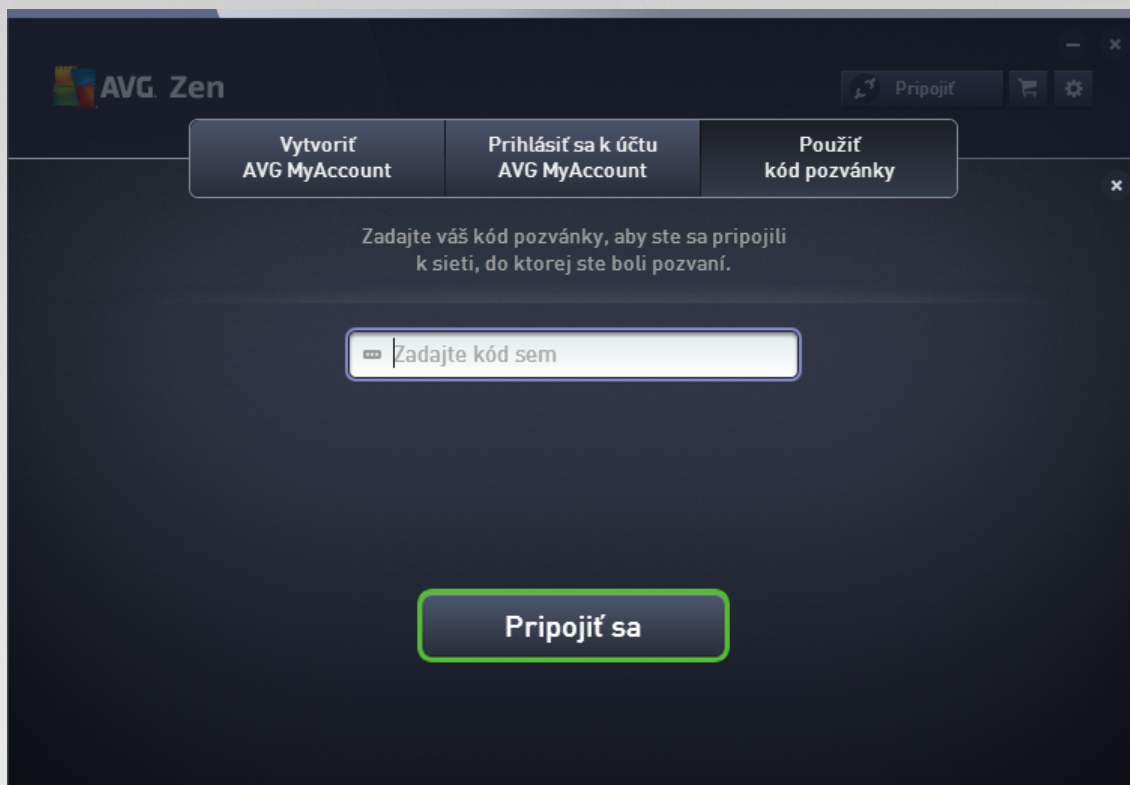 AVG. Zen
Pripojiť
Vytvoriť
AVG MyAccount
Prihlásiť sa k účtu
AVG MyAccount
Použiť
kód pozvánky
Zadajte váš kód pozvánky, aby ste sa pripojili
k sieti, do ktorej ste boli pozvaní.
Zadajte kód sem
Pripojiť sa